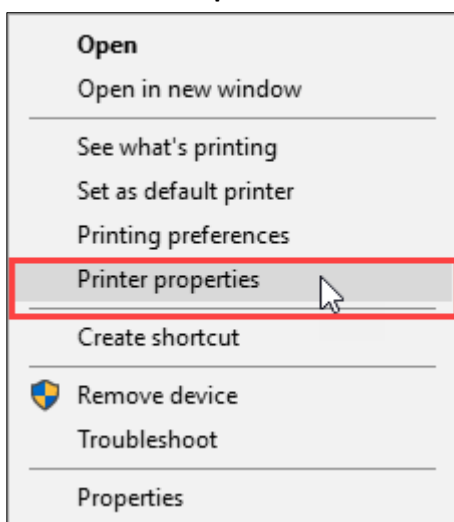 Open
Open in new window
See what's printing
Set as default printer
Printing preferences
Printer properties
Create shortcut
Remove device
Troubleshoot
Properties